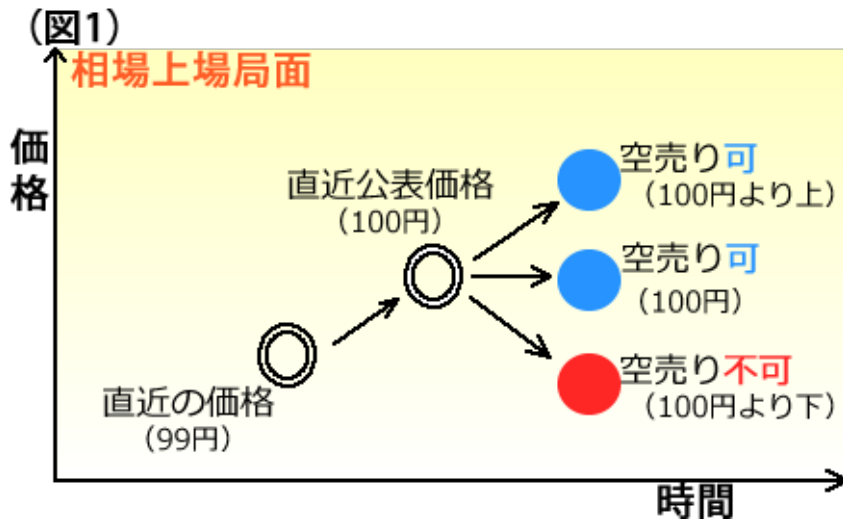 （図1）
相場上場局面
価格
直近公表価格
（100円）
直近の価格
（99円）
空売り可
（100円より上）
空売り可
（100円）
空売り不可
（100円より下）
時間